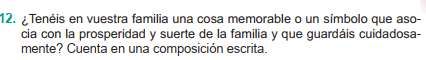 12. ¿Tenéis en vuestra familia una cosa memorable o un símbolo que aso-
cia con la prosperidad y suerte de la familia y que guardáis cuidadosa-
mente? Cuenta en una composición escrita.